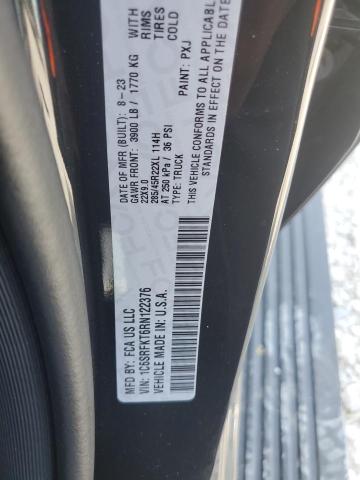 MFD BY: FCA US LLC
DATE OF MFR (BUILT): 8-23
GAWR FRONT: 3900 LB / 1770 KG WITH
22X9.0 RIMS
285/45R22XL 114H TIRES
AT 250 kPa / 36 PSI COLD
VIN: 1C6SRFKT6RN122376
TYPE: TRUCK
PAINT: PXJ
VEHICLE MADE IN: U.S.A.
THIS VEHICLE CONFORMS TO ALL APPLICABLE
STANDARDS IN EFFECT ON THE DATE